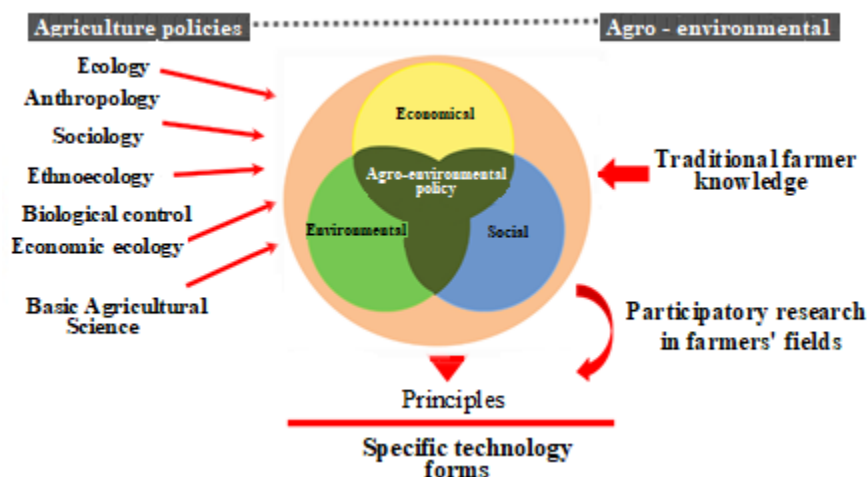 Agriculture policies
Agro - environmental
Ecology
Anthropology
Sociology
Ethnoecology
Biological control
Economic ecology
Basic Agricultural
Science
Economical
Agro-environmental
policy
Environmental
Social
Traditional farmer
knowledge
Participatory research
in farmers' fields
Principles
Specific technology
forms